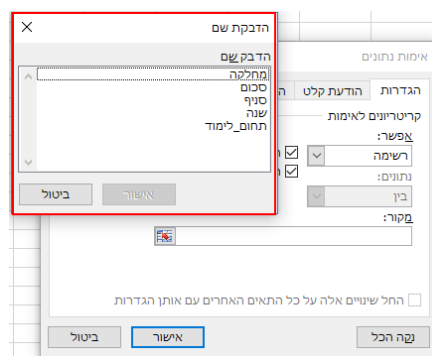 הדבקת שם
הדבק שם
מחלקה
סכום
סניף
שנה
תחום_לימוד
אישור
ביטול
אימות נתונים
הגדרות
הודעת קלט
קריטריונים לאימות
אפשר:
רשימה
נתונים:
בין
מקור:
החל שינויים אלה על כל התאים האחרים עם אותן הגדרות
נקה הכל
אישור
ביטול